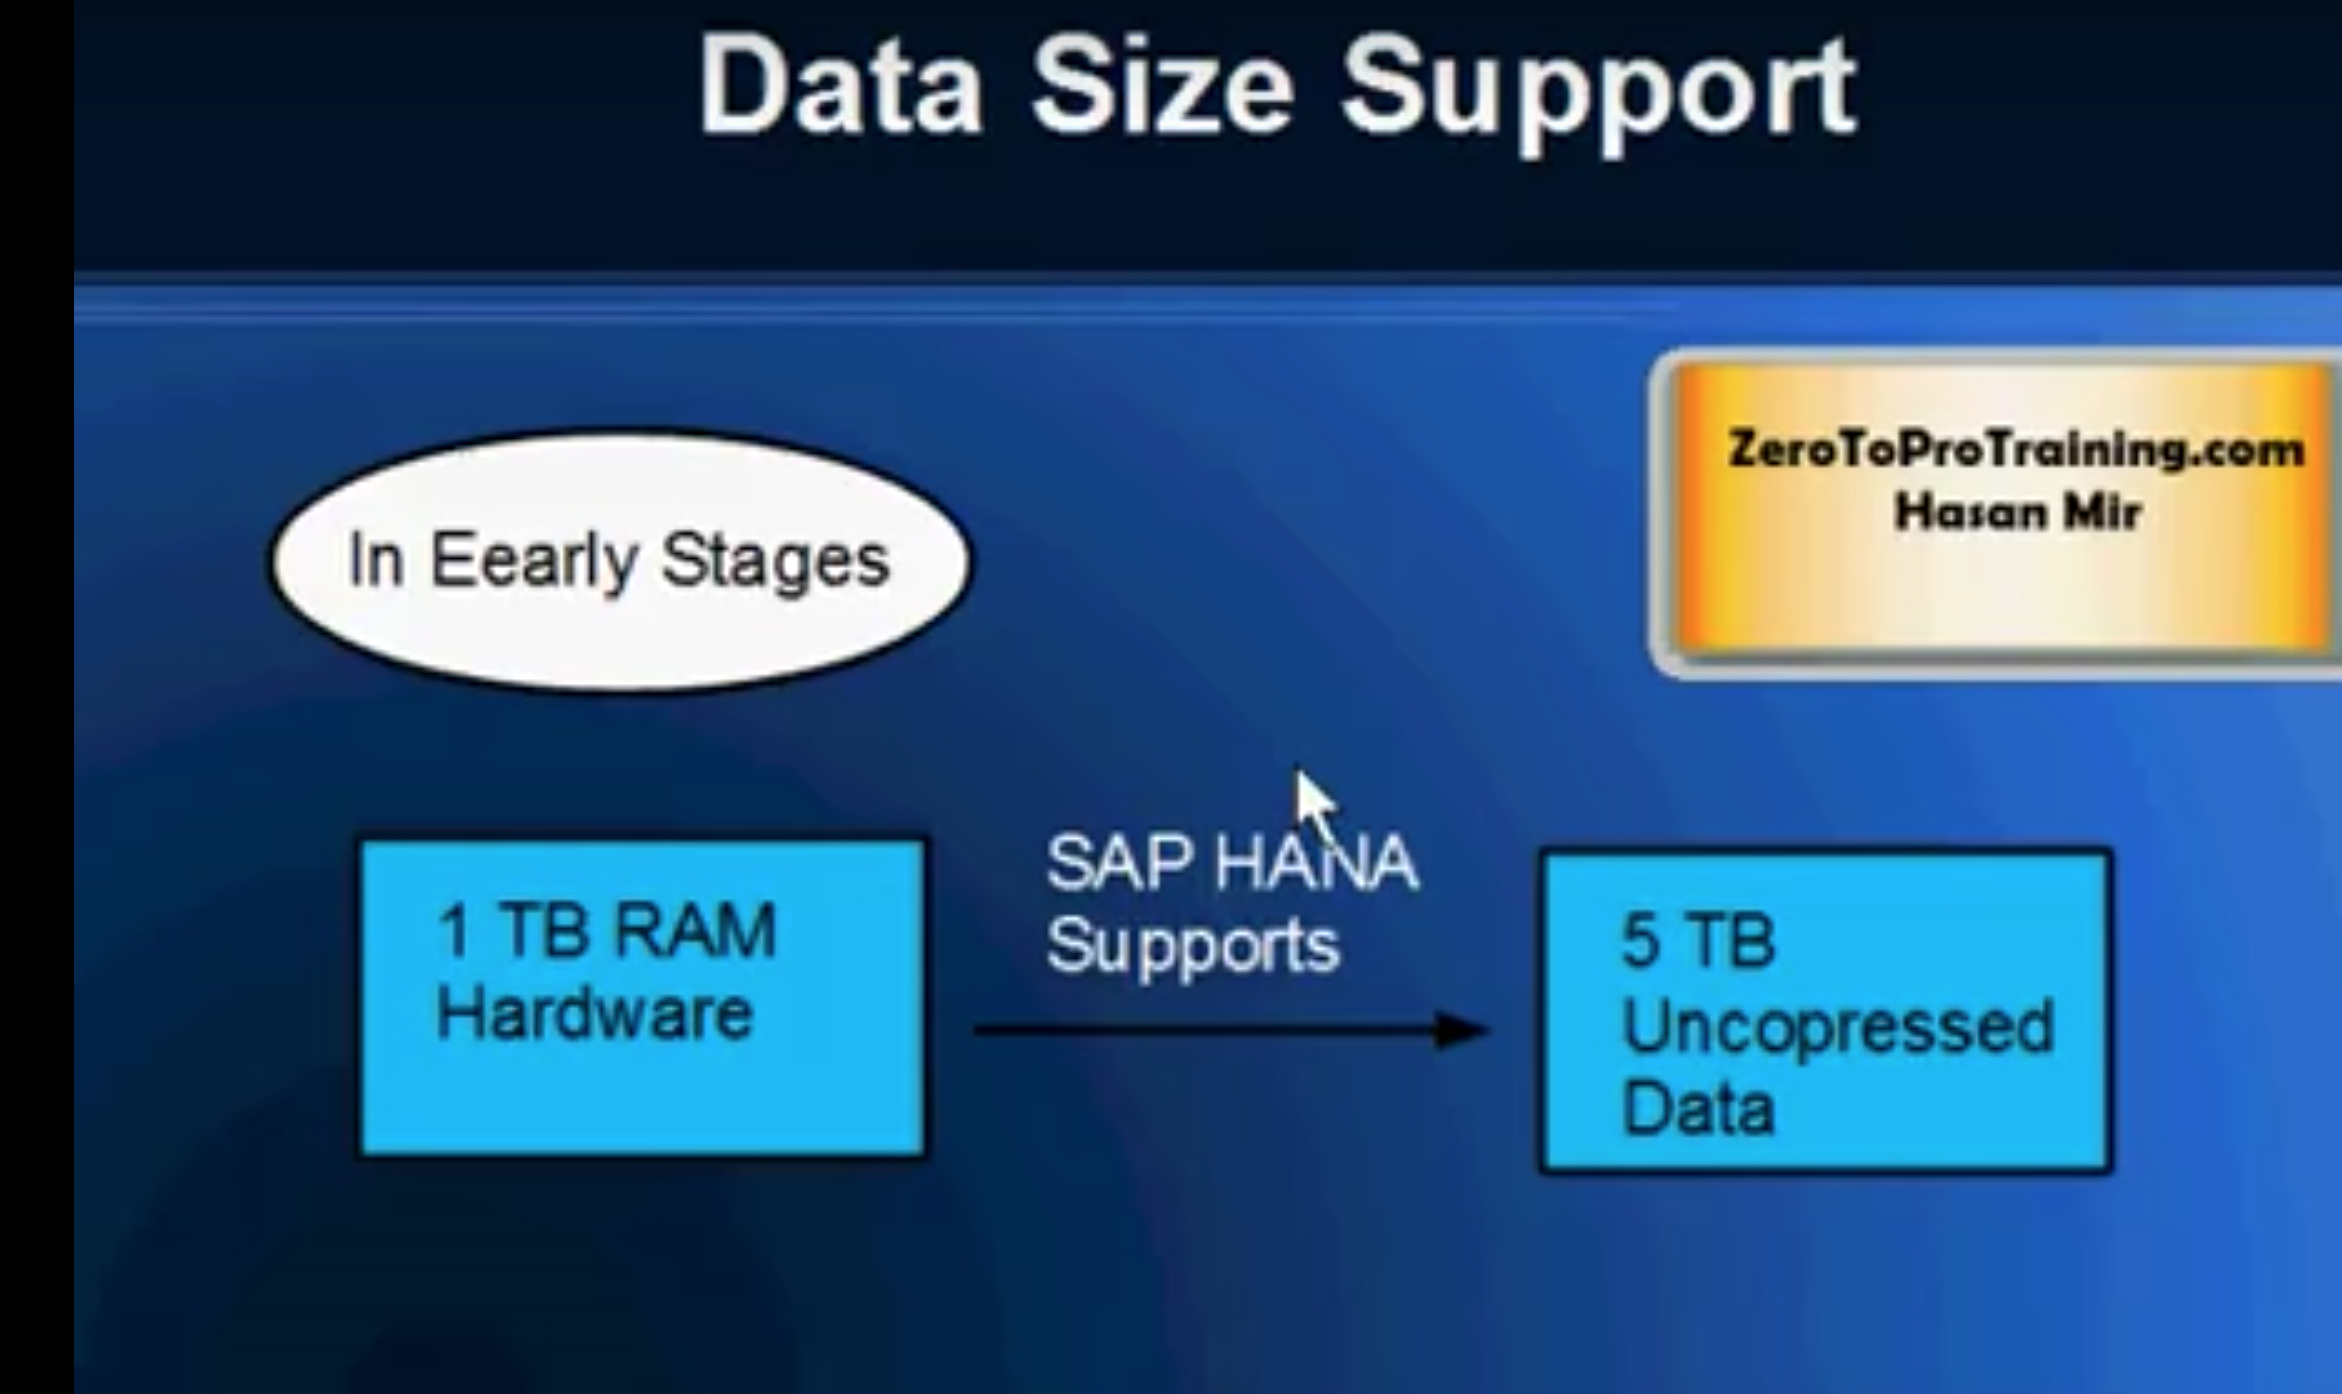 Data Size Support
In Eearly Stages
ZeroToProTraining.com
Hasan Mir
1 TB RAM
Hardware
SAP HANA
Supports
5 TB
Uncopressed
Data